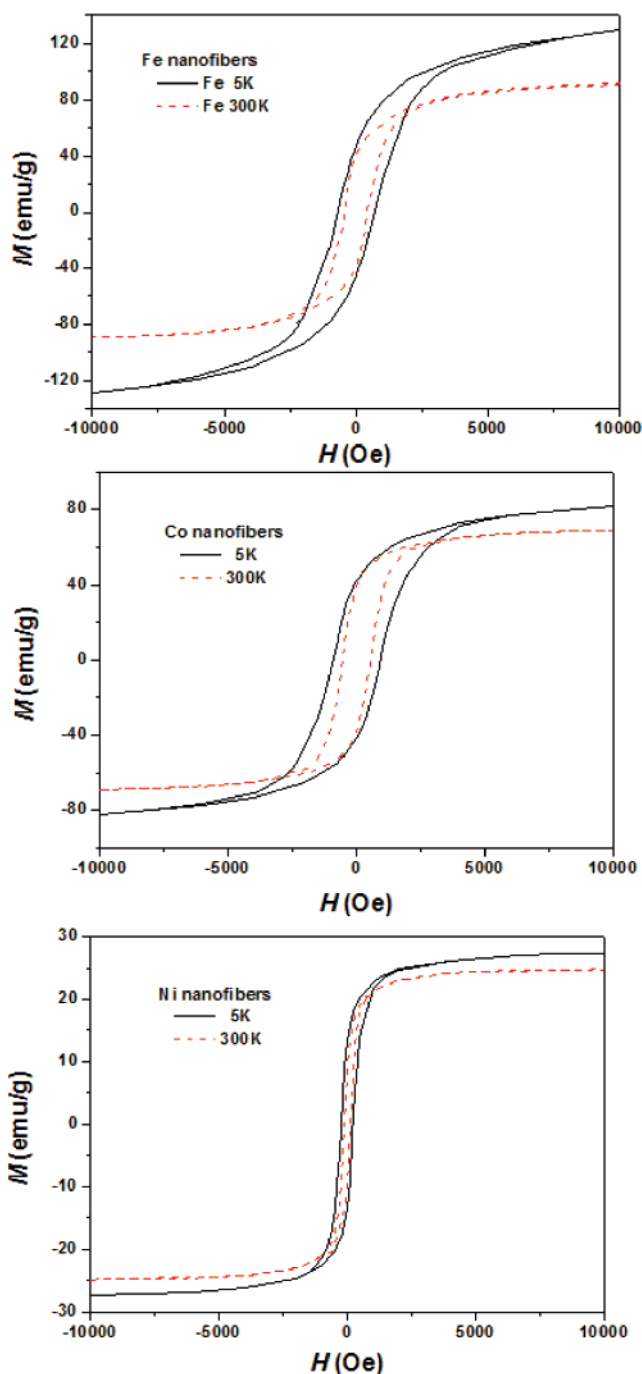 Fe nanofibers
Fe 5K
Fe 300K
120
80
40
0
-40
-80
-120
M (emu/g)
-10000 -5000 0 5000 10000
H (Oe)
Co nanofibers
5K
300K
80
40
0
-40
-80
M (emu/g)
-10000 -5000 0 5000 10000
H (Oe)
30
Ni nanofibers
5K
300K
20
10
0
-10
-20
-30
M (emu/g)
-10000 -5000 0 5000 10000
H (Oe)